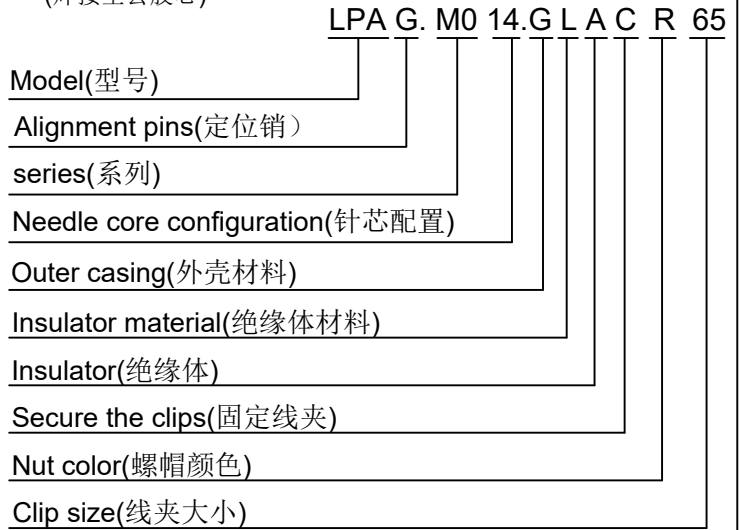 LPA G. M0 14.G L A C R 65
Model(型号)
Alignment pins(定位销）
series(系列)
Needle core configuration(针芯配置)
Outer casing(外壳材料)
Insulator material(绝缘体材料)
Insulator(绝缘体)
Secure the clips(固定线夹)
Nut color(螺帽颜色)
Clip size(线夹大小)